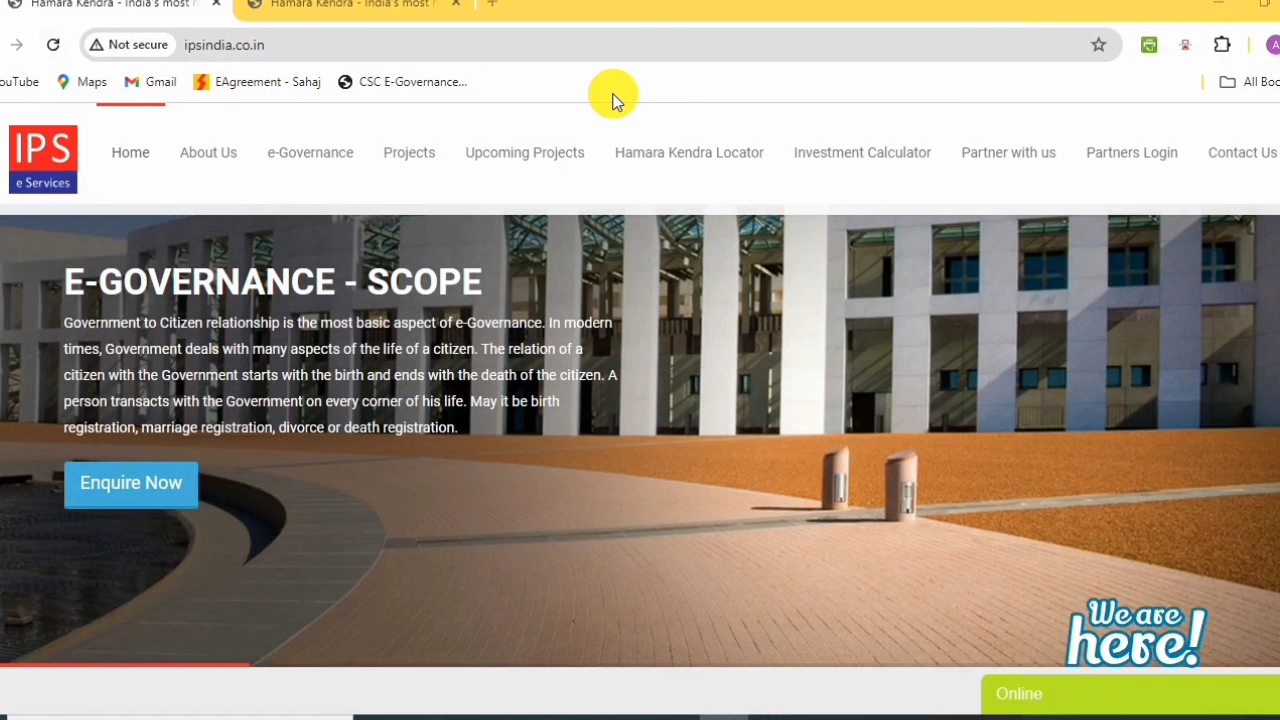 Hamara Kendra - India's most
Hamara Kendra - India's most
Not secure
ipsindia.co.in
ouTube
Maps
Gmail
EAgreement - Sahaj
CSC E-Governance...
All Boo
IPS
e Services
Home
About Us
e-Governance
Projects
Upcoming Projects
Hamara Kendra Locator
Investment Calculator
Partner with us
Partners Login
Contact Us
E-GOVERNANCE - SCOPE
Government to Citizen relationship is the most basic aspect of e-Governance. In modern
times, Government deals with many aspects of the life of a citizen. The relation of a
citizen with the Government starts with the birth and ends with the death of the citizen. A
person transacts with the Government on every corner of his life. May it be birth
registration, marriage registration, divorce or death registration.
Enquire Now
We are
here!
Online